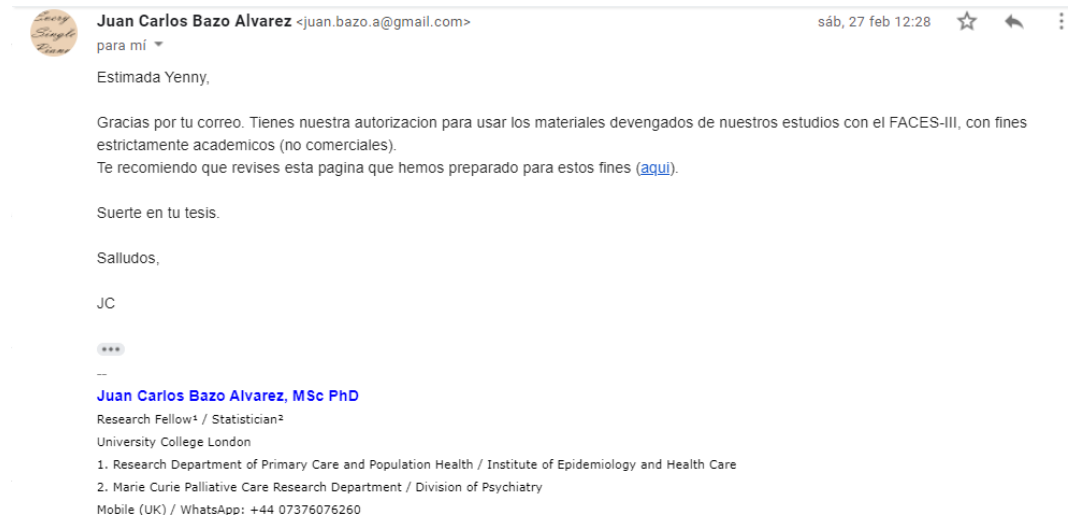 Every
Single
Juan Carlos Bazo Alvarez <juan.bazo.a@gmail.com>
sáb, 27 feb 12:28
para mí
Estimada Yenny,
Gracias por tu correo. Tienes nuestra autorizacion para usar los materiales devengados de nuestros estudios con el FACES-III, con fines
estrictamente academicos (no comerciales).
Te recomiendo que revises esta pagina que hemos preparado para estos fines (aqui).
Suerte en tu tesis.
Salludos,
JC
--
Juan Carlos Bazo Alvarez, MSc PhD
Research Fellow¹ / Statistician²
University College London
1. Research Department of Primary Care and Population Health / Institute of Epidemiology and Health Care
2. Marie Curie Palliative Care Research Department / Division of Psychiatry
Mobile (UK) / WhatsApp: +44 07376076260